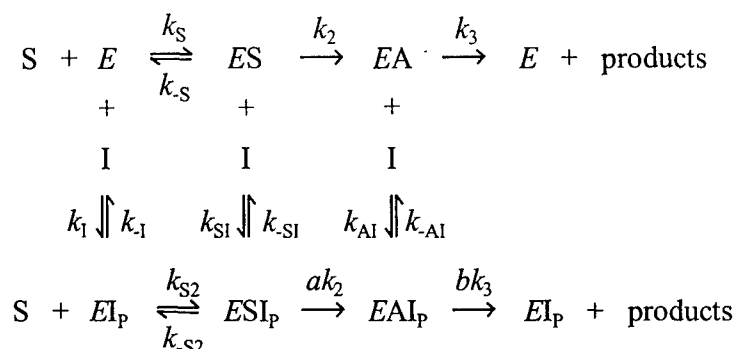 k_S k_2 k_3
S + E ⇌ ES ⟶ EA ⟶ E + products
k_-S
+ + +
I I I
k_I ⇌ k_-I k_SI ⇌ k_-SI k_AI ⇌ k_-AI
k_S2 ak_2 bk_3
S + EI_P ⇌ ESI_P ⟶ EAI_P ⟶ EI_P + products
k_-S2